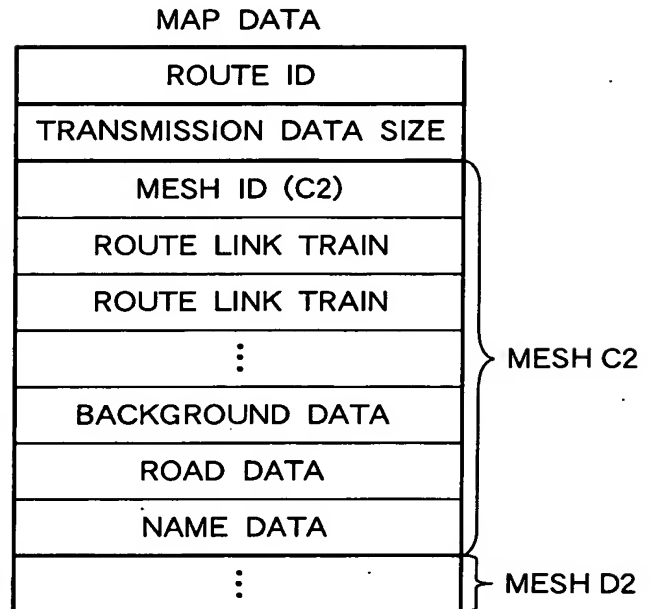 MAP DATA
ROUTE ID
TRANSMISSION DATA SIZE
MESH ID (C2)
ROUTE LINK TRAIN
ROUTE LINK TRAIN
⋮
MESH C2
BACKGROUND DATA
ROAD DATA
NAME DATA
⋮
MESH D2